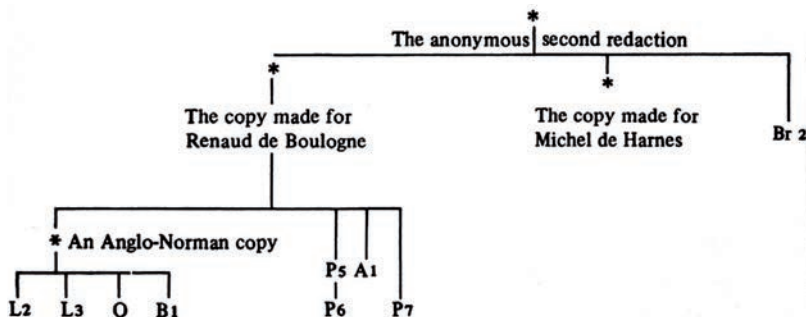 *
The anonymous second redaction
*
*
The copy made for
Renaud de Boulogne
The copy made for
Michel de Harnes
Br 2
* An Anglo-Norman copy
P5 A1
L2 L3 O B1 P6 P7